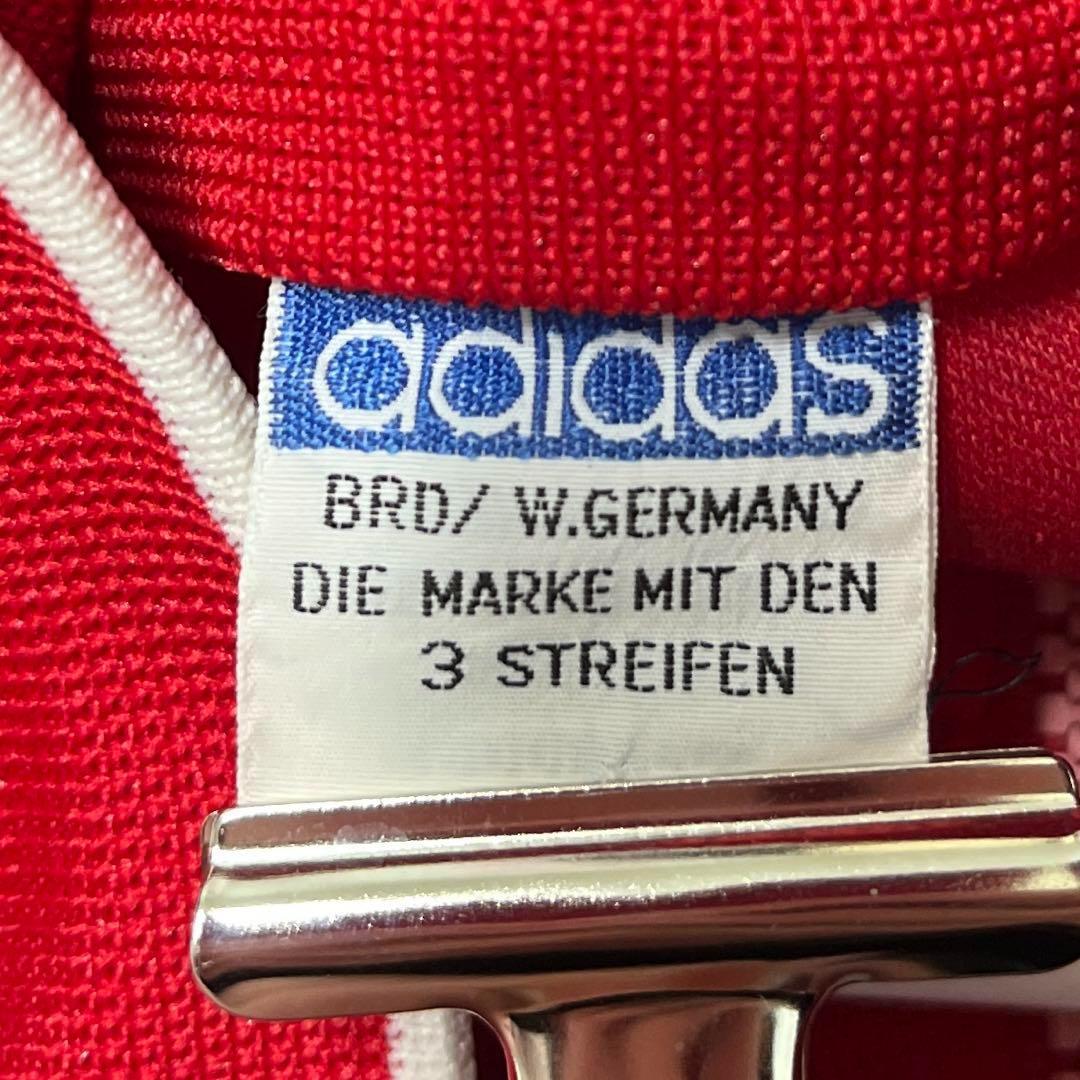 adidas
BRD/ W.GERMANY
DIE MARKE MIT DEN
3 STREIFEN